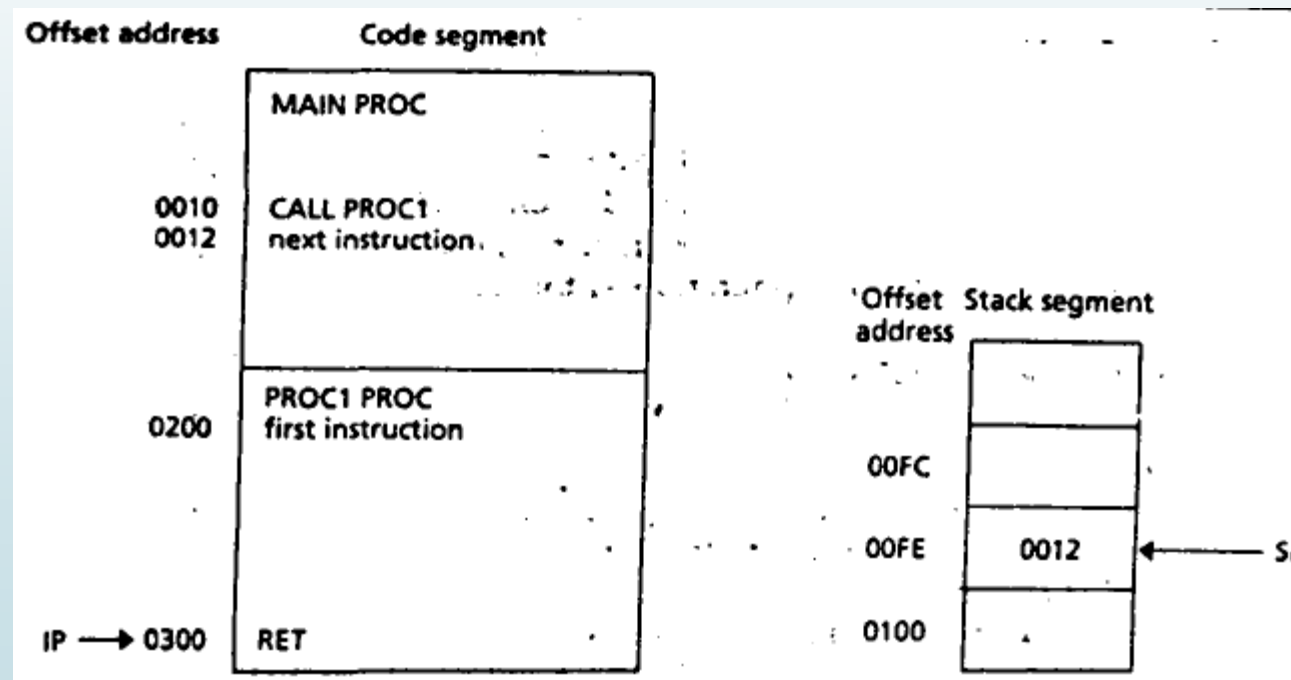 Offset address Code segment
MAIN PROC
0010 CALL PROC1
0012 next instruction
PROC1 PROC
0200 first instruction
IP 0300 RET
Offset Stack segment
address
00FC
00FE 0012
0100